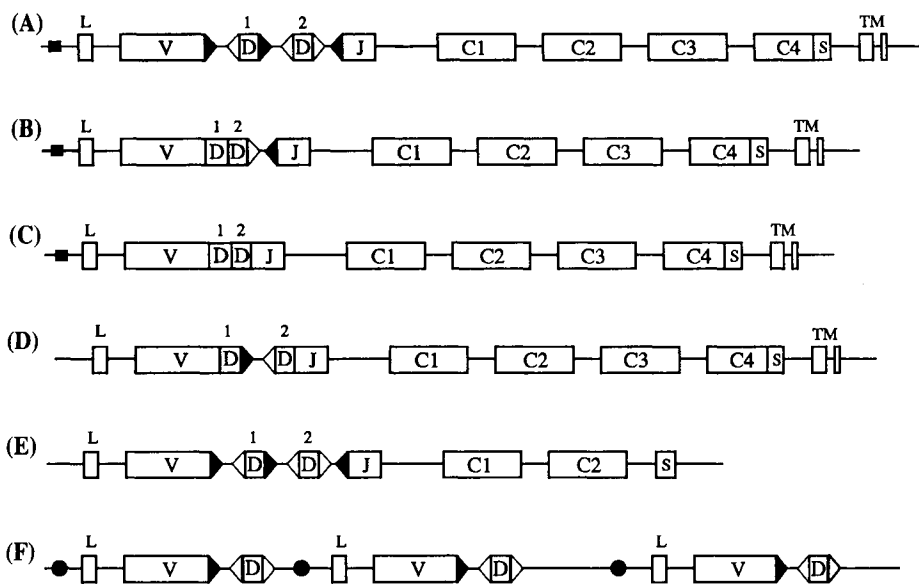 L 1 2 TM
(A) V D D J C1 C2 C3 C4 S
L 1 2 TM
(B) V D D J C1 C2 C3 C4 S
L 1 2 TM
(C) V D D J C1 C2 C3 C4 S
L 1 2 TM
(D) V D D J C1 C2 C3 C4 S
L 1 2
(E) V D D J C1 C2 S
L L L
(F) V D V D V D